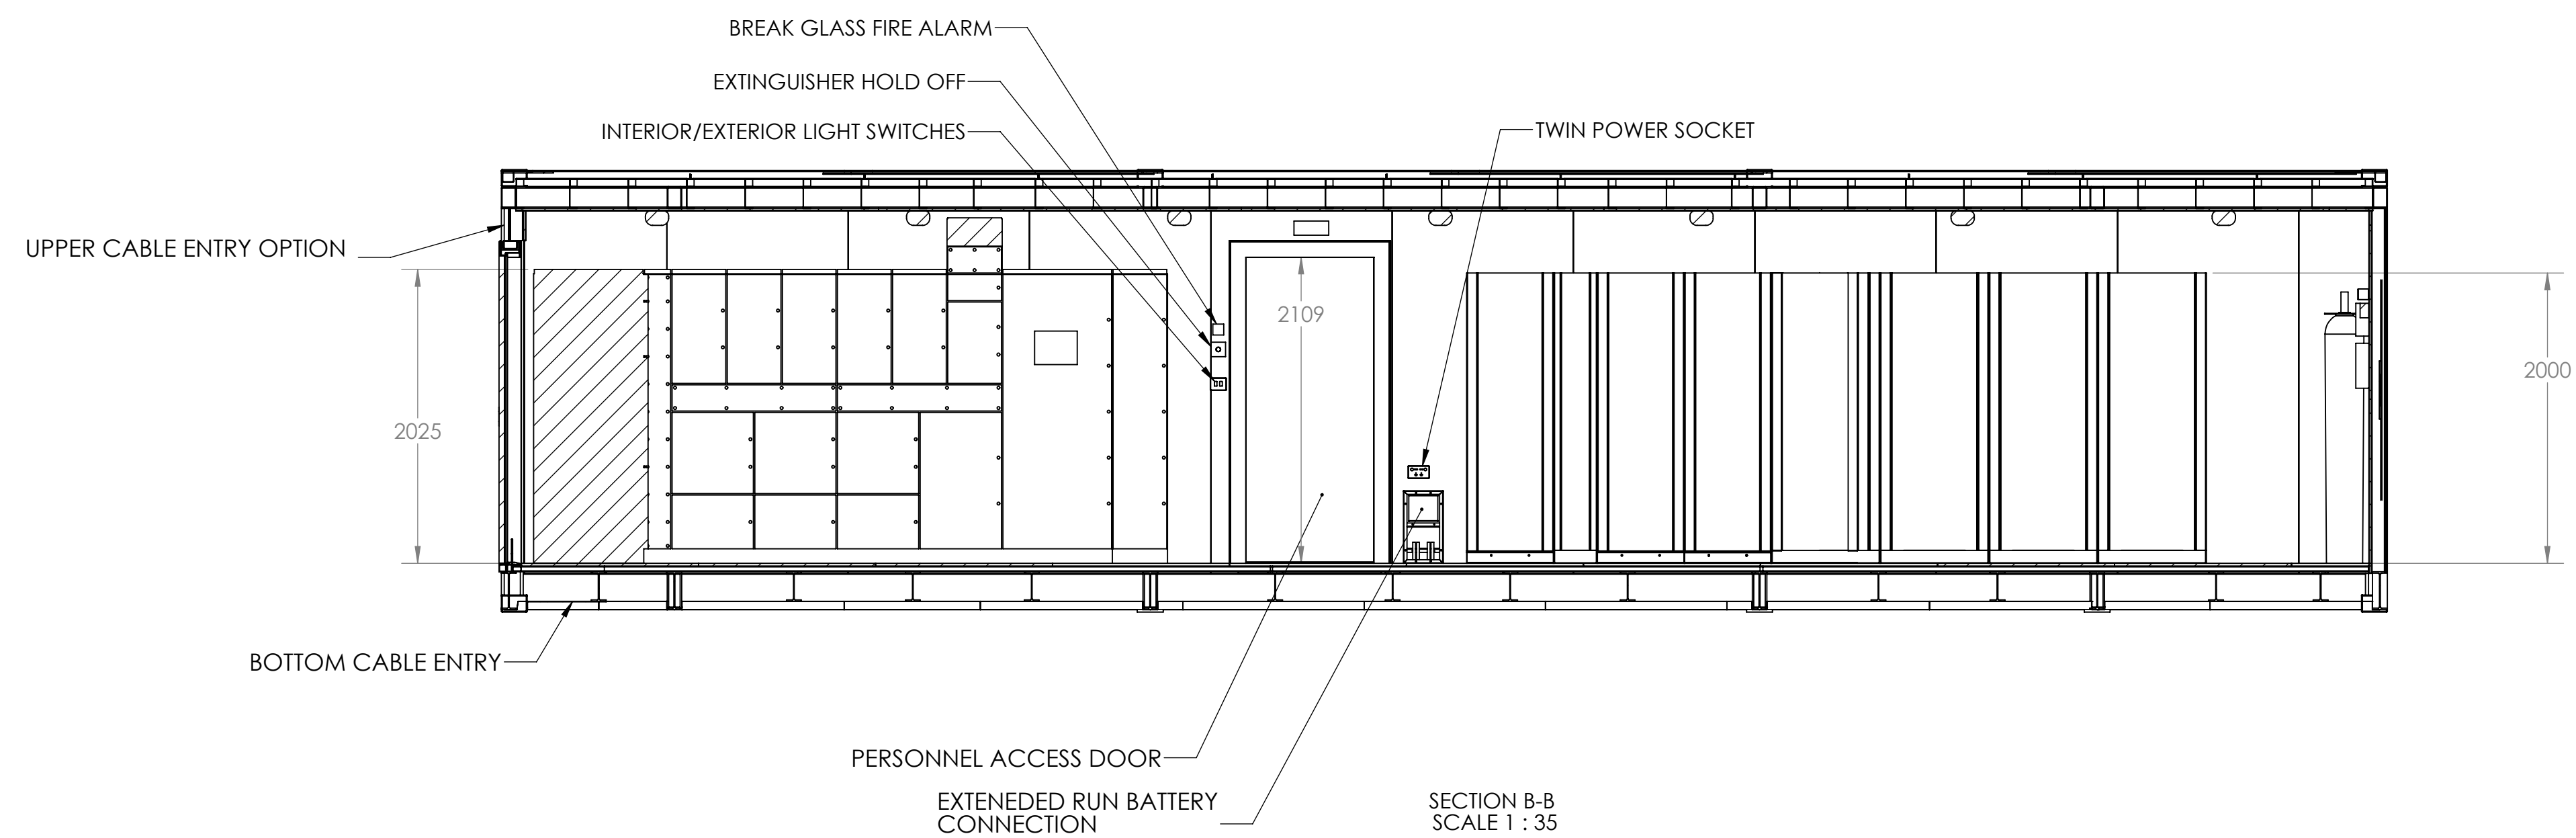 BREAK GLASS FIRE ALARM
EXTINGUISHER HOLD OFF
INTERIOR/EXTERIOR LIGHT SWITCHES
TWIN POWER SOCKET
UPPER CABLE ENTRY OPTION
2109
2000
2025
BOTTOM CABLE ENTRY
PERSONNEL ACCESS DOOR
EXTENEDED RUN BATTERY
CONNECTION
SECTION B-B
SCALE 1 : 35